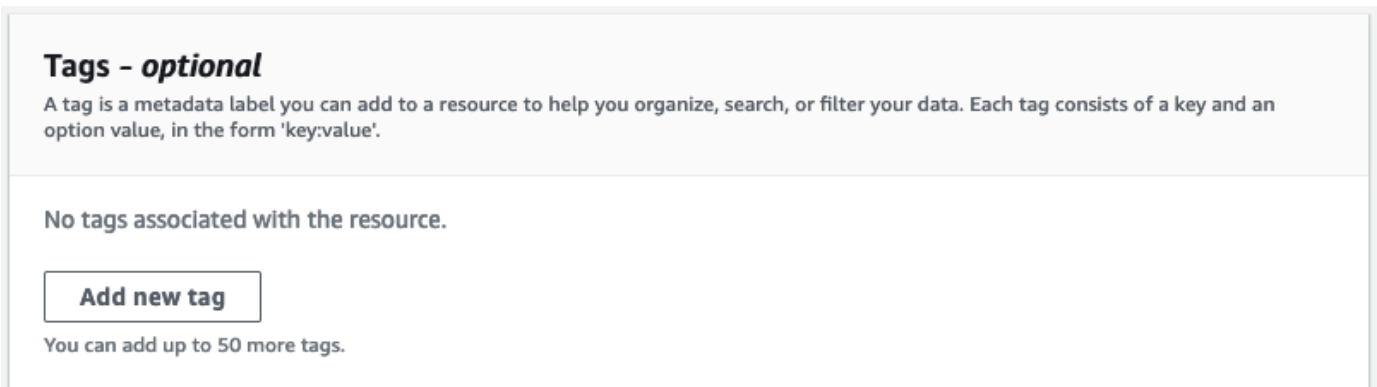 Tags – optional
A tag is a metadata label you can add to a resource to help you organize, search, or filter your data. Each tag consists of a key and an
option value, in the form 'key:value'.
No tags associated with the resource.
Add new tag
You can add up to 50 more tags.